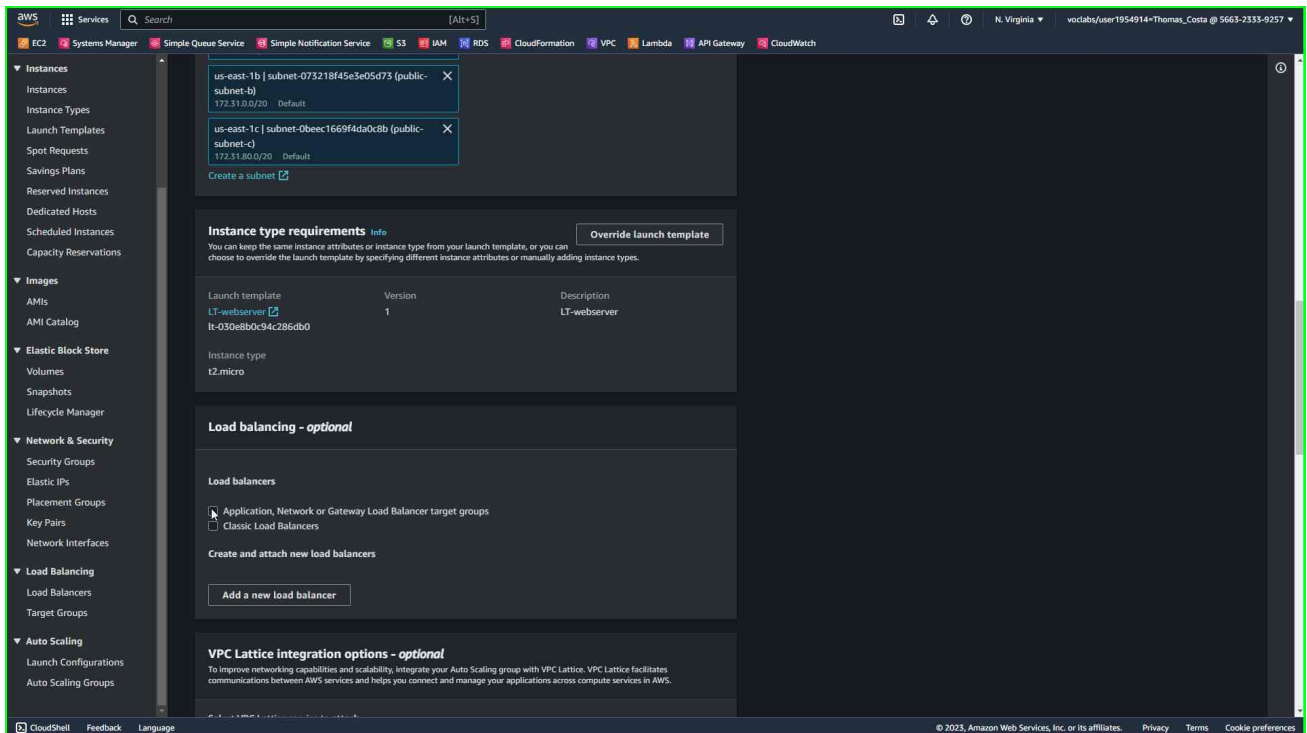 aws
Services
Search
[Alt+S]
N. Virginia
voclabs/user1954914=Thomas_Costa @ 5663-2333-9257
EC2
Systems Manager
Simple Queue Service
Simple Notification Service
S3
IAM
RDS
CloudFormation
VPC
Lambda
API Gateway
CloudWatch
Instances
Instances
Instance Types
Launch Templates
Spot Requests
Savings Plans
Reserved Instances
Dedicated Hosts
Scheduled Instances
Capacity Reservations
Images
AMIs
AMI Catalog
Elastic Block Store
Volumes
Snapshots
Lifecycle Manager
Network & Security
Security Groups
Elastic IPs
Placement Groups
Key Pairs
Network Interfaces
Load Balancing
Load Balancers
Target Groups
Auto Scaling
Launch Configurations
Auto Scaling Groups
us-east-1b | subnet-073218f45e3e05d73 (public-
subnet-b)
172.31.0.0/20 Default
us-east-1c | subnet-0beec1669f4da0c8b (public-
subnet-c)
172.31.80.0/20 Default
Create a subnet
Instance type requirements Info
Override launch template
You can keep the same instance attributes or instance type from your launch template, or you can
choose to override the launch template by specifying different instance attributes or manually adding instance types.
Launch template
LT-webserver
lt-030e8b0c94c286db0
Version
1
Description
LT-webserver
Instance type
t2.micro
Load balancing - optional
Load balancers
Application, Network or Gateway Load Balancer target groups
Classic Load Balancers
Create and attach new load balancers
Add a new load balancer
VPC Lattice integration options - optional
To improve networking capabilities and scalability, integrate your Auto Scaling group with VPC Lattice. VPC Lattice facilitates
communications between AWS services and helps you connect and manage your applications across compute services in AWS.
CloudShell
Feedback
Language
© 2023, Amazon Web Services, Inc. or its affiliates.
Privacy
Terms
Cookie preferences